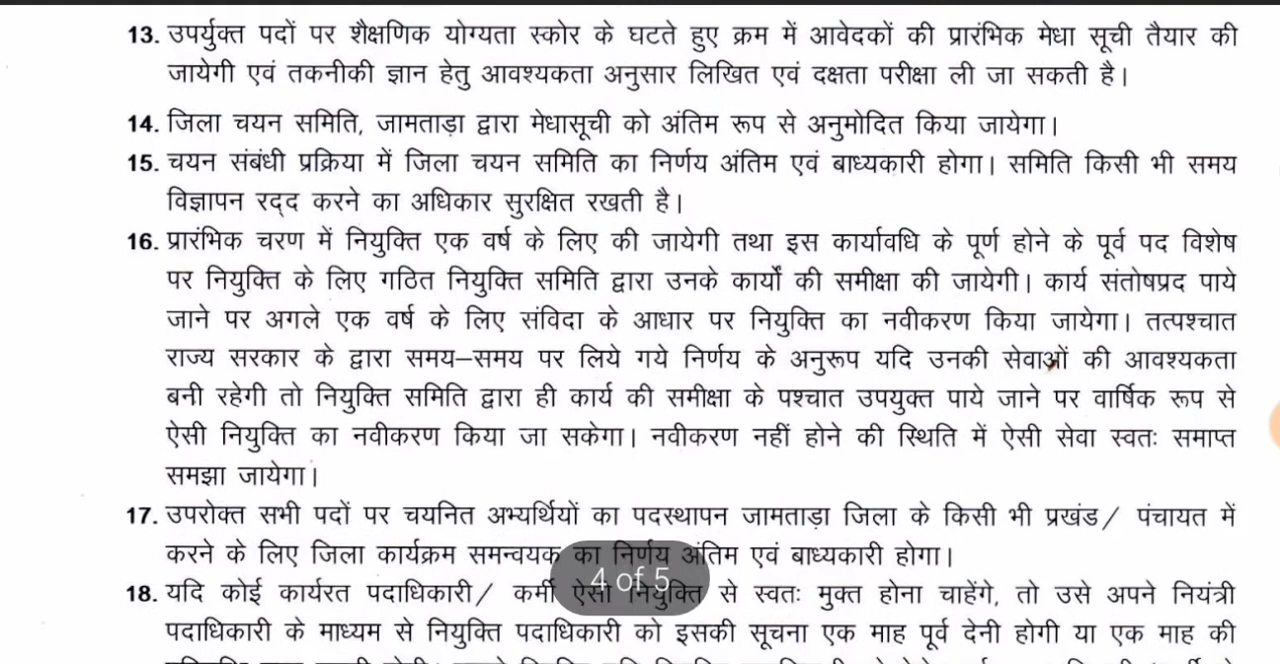 13. उपर्युक्त पदों पर शैक्षणिक योग्यता स्कोर के घटते हुए क्रम में आवेदकों की प्रारंभिक मेधा सूची तैयार की
जायेगी एवं तकनीकी ज्ञान हेतु आवश्यकता अनुसार लिखित एवं दक्षता परीक्षा ली जा सकती है।
14. जिला चयन समिति, जामताड़ा द्वारा मेधासूची को अंतिम रूप से अनुमोदित किया जायेगा।
15. चयन संबंधी प्रक्रिया में जिला चयन समिति का निर्णय अंतिम एवं बाध्यकारी होगा। समिति किसी भी समय
विज्ञापन रद्द करने का अधिकार सुरक्षित रखती है।
16. प्रारंभिक चरण में नियुक्ति एक वर्ष के लिए की जायेगी तथा इस कार्यावधि के पूर्ण होने के पूर्व पद विशेष
पर नियुक्ति के लिए गठित नियुक्ति समिति द्वारा उनके कार्यों की समीक्षा की जायेगी। कार्य संतोषप्रद पाये
जाने पर अगले एक वर्ष के लिए संविदा के आधार पर नियुक्ति का नवीकरण किया जायेगा। तत्पश्चात
राज्य सरकार के द्वारा समय–समय पर लिये गये निर्णय के अनुरूप यदि उनकी सेवाओं की आवश्यकता
बनी रहेगी तो नियुक्ति समिति द्वारा ही कार्य की समीक्षा के पश्चात उपयुक्त पाये जाने पर वार्षिक रूप से
ऐसी नियुक्ति का नवीकरण किया जा सकेगा। नवीकरण नहीं होने की स्थिति में ऐसी सेवा स्वतः समाप्त
समझा जायेगा।
17. उपरोक्त सभी पदों पर चयनित अभ्यर्थियों का पदस्थापन जामताड़ा जिला के किसी भी प्रखंड/ पंचायत में
करने के लिए जिला कार्यक्रम समन्वयक का निर्णय अंतिम एवं बाध्यकारी होगा।
4 of 5
18. यदि कोई कार्यरत पदाधिकारी/ कर्मी ऐसी नियुक्ति से स्वतः मुक्त होना चाहेंगे, तो उसे अपने नियंत्री
पदाधिकारी के माध्यम से नियुक्ति पदाधिकारी को इसकी सूचना एक माह पूर्व देनी होगी या एक माह की